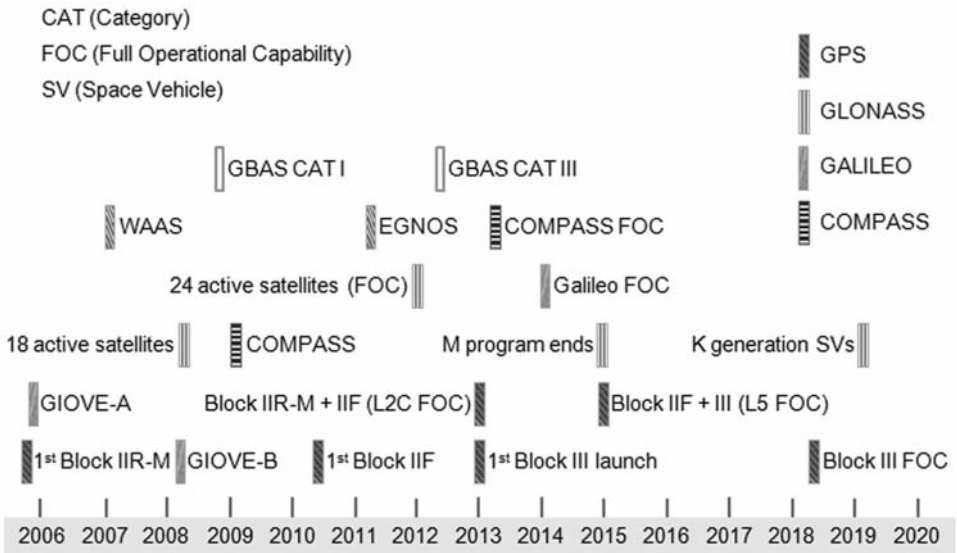 CAT (Category)
FOC (Full Operational Capability)
SV (Space Vehicle)
GPS
GLONASS
GALILEO
COMPASS
GBAS CAT I
GBAS CAT III
WAAS
EGNOS
COMPASS FOC
24 active satellites (FOC)
Galileo FOC
18 active satellites
COMPASS
M program ends
K generation SVs
GIOVE-A
Block IIR-M + IIF (L2C FOC)
Block IIF + III (L5 FOC)
1st Block IIR-M
GIOVE-B
1st Block IIF
1st Block III launch
Block III FOC
2006 2007 2008 2009 2010 2011 2012 2013 2014 2015 2016 2017 2018 2019 2020